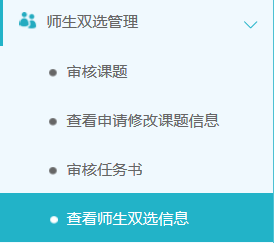 师生双选管理
审核课题
查看申请修改课题信息
审核任务书
查看师生双选信息